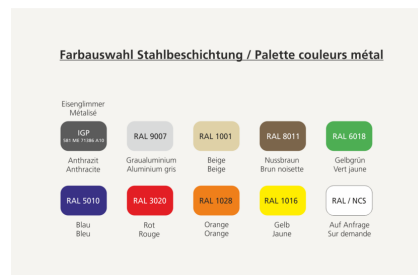 Farbauswahl Stahlbeschichtung / Palette couleurs métal
Eisenglimmer
Métalisé
IGP
RAL 9007
RAL 1001
RAL 8011
RAL 6018
Anthrazit
Graualuminium
Beige
Nussbraun
Gelbgrün
Anthracite
Aluminium gris
Beige
Brun noisette
Vert jaune
RAL 5010
RAL 3020
RAL 1028
RAL 1016
RAL / NCS
Blau
Rot
Orange
Gelb
Auf Anfrage
Bleu
Rouge
Orange
Jaune
Sur demande